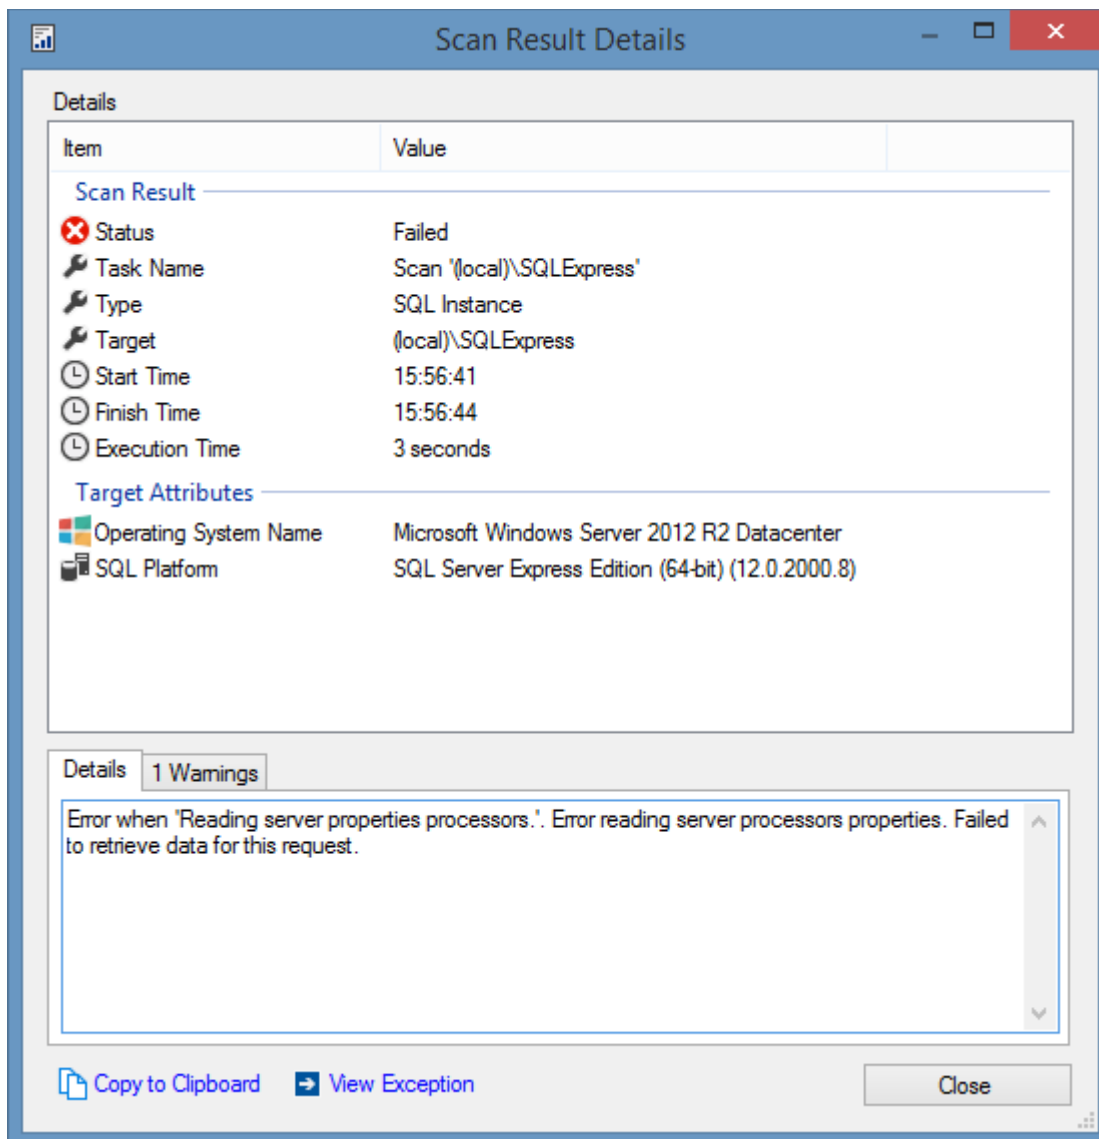 Scan Result Details
Details
Item Value
Scan Result
Status Failed
Task Name Scan '(local)\SQLExpress'
Type SQL Instance
Target (local)\SQLExpress
Start Time 15:56:41
Finish Time 15:56:44
Execution Time 3 seconds
Target Attributes
Operating System Name Microsoft Windows Server 2012 R2 Datacenter
SQL Platform SQL Server Express Edition (64-bit) (12.0.2000.8)
Details 1 Warnings
Error when "Reading server properties processors.". Error reading server processors properties. Failed
to retrieve data for this request.
Copy to Clipboard View Exception Close